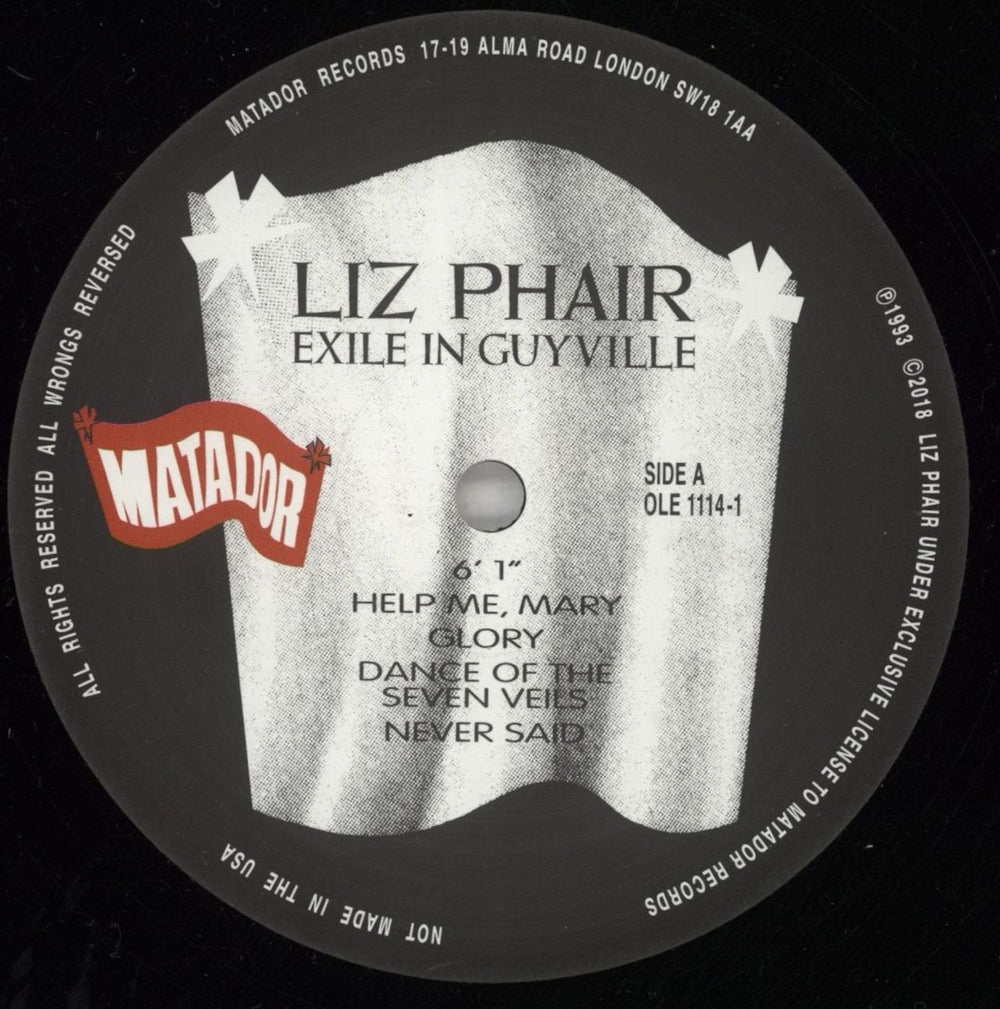 MATADOR RECORDS 17-19 ALMA ROAD LONDON SW18 1AA
LIZ PHAIR
EXILE IN GUYVILLE
MATADOR
SIDE A
OLE 1114-1
6' 1"
HELP ME, MARY
GLORY
DANCE OF THE
SEVEN VEILS
NEVER SAID
℗1993 ©2018 LIZ PHAIR UNDER EXCLUSIVE LICENSE TO MATADOR RECORDS
NOT MADE IN THE USA
ALL RIGHTS RESERVED ALL WRONGS REVERSED